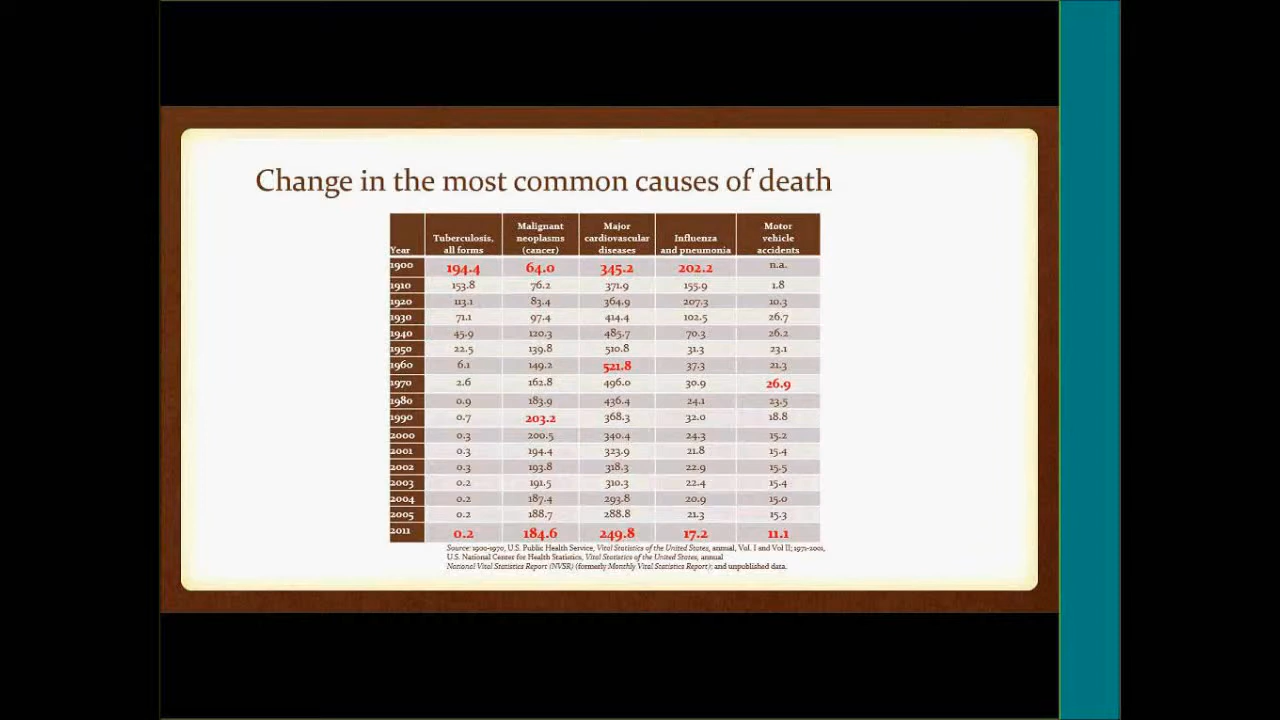 Change in the most common causes of death
Malignant Major Motor
Tuberculosis, neoplasms cardiovascular Influenza vehicle
Year all forms (cancer) diseases and pneumonia accidents
1900 194.4 64.0 345.2 202.2 n.a.
1910 153.8 76.2 371.9 155.9 1.8
1920 113.1 83.4 364.9 207.3 10.3
1930 71.1 97.4 414.4 102.5 26.7
1940 45.9 120.3 485.7 70.3 26.2
1950 22.5 139.8 510.8 31.3 23.1
1960 6.1 149.2 521.8 37.3 21.3
1970 2.6 162.8 496.0 30.9 26.9
1980 0.9 183.9 436.4 24.1 23.5
1990 0.7 203.2 368.3 32.0 18.8
2000 0.3 200.5 340.4 24.3 15.2
2001 0.3 194.4 323.9 21.8 15.4
2002 0.3 193.8 318.3 22.9 15.5
2003 0.2 191.5 310.3 22.4 15.4
2004 0.2 187.4 293.8 20.9 15.0
2005 0.2 188.7 288.8 21.3 15.3
2011 0.2 184.6 249.8 17.2 11.1
Source: 1900-1970, U.S. Public Health Service, Vital Statistics of the United States, annual, Vol. I and Vol II; 1971-2001,
U.S. National Center for Health Statistics, Vital Statistics of the United States, annual
National Vital Statistics Report (NVSR) (formerly Monthly Vital Statistics Report); and unpublished data.